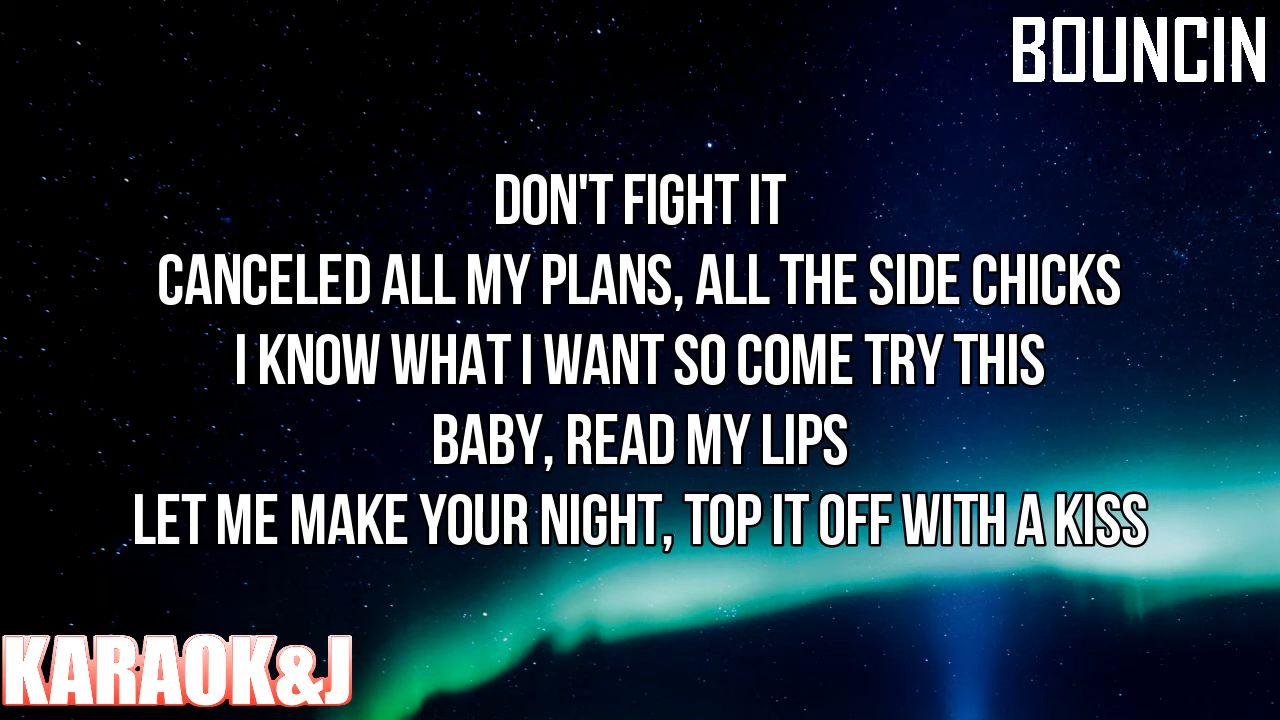 BOUNCIN
DON'T FIGHT IT
CANCELED ALL MY PLANS, ALL THE SIDE CHICKS
I KNOW WHAT I WANT SO COME TRY THIS
BABY, READ MY LIPS
LET ME MAKE YOUR NIGHT, TOP IT OFF WITH A KISS
KARAOK&J